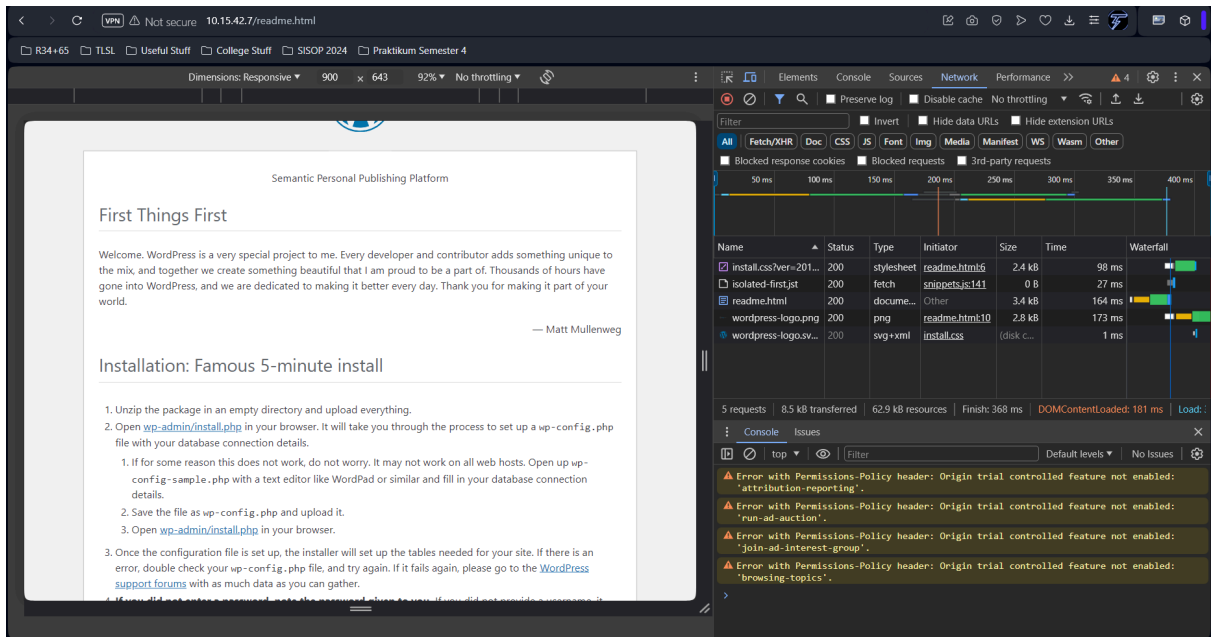 VPN Not secure 10.15.42.7/readme.html
R34+65 TLSL Useful Stuff College Stuff SISOP 2024 Praktikum Semester 4
Dimensions: Responsive 900 x 643 92% No throttling
Semantic Personal Publishing Platform
First Things First
Welcome. WordPress is a very special project to me. Every developer and contributor adds something unique to
the mix, and together we create something beautiful that I am proud to be a part of. Thousands of hours have
gone into WordPress, and we are dedicated to making it better every day. Thank you for making it part of your
world.
— Matt Mullenweg
Installation: Famous 5-minute install
1. Unzip the package in an empty directory and upload everything.
2. Open wp-admin/install.php in your browser. It will take you through the process to set up a wp-config.php
file with your database connection details.
1. If for some reason this does not work, do not worry. It may not work on all web hosts. Open up wp-
config-sample.php with a text editor like WordPad or similar and fill in your database connection
details.
2. Save the file as wp-config.php and upload it.
3. Open wp-admin/install.php in your browser.
3. Once the configuration file is set up, the installer will set up the tables needed for your site. If there is an
error, double check your wp-config.php file, and try again. If it fails again, please go to the WordPress
support forums with as much data as you can gather.
4. If you did not enter a password, note the password given to you. If you did not provide a username, it
Elements Console Sources Network Performance 4
Preserve log Disable cache No throttling
Filter Invert Hide data URLs Hide extension URLs
All Fetch/XHR Doc CSS JS Font Img Media Manifest WS Wasm Other
Blocked response cookies Blocked requests 3rd-party requests
50 ms 100 ms 150 ms 200 ms 250 ms 300 ms 350 ms 400 ms
Name Status Type Initiator Size Time Waterfall
install.css?ver=201... 200 stylesheet readme.html:6 2.4 kB 98 ms
isolated-first.jst 200 fetch snippets.js:141 0 B 27 ms
readme.html 200 docume... Other 3.4 kB 164 ms
wordpress-logo.png 200 png readme.html:10 2.8 kB 173 ms
wordpress-logo.sv... 200 svg+xml install.css (disk c... 1 ms
5 requests 8.5 kB transferred 62.9 kB resources Finish: 368 ms DOMContentLoaded: 181 ms Load:
Console Issues
top Filter Default levels No Issues
Error with Permissions-Policy header: Origin trial controlled feature not enabled:
'attribution-reporting'.
Error with Permissions-Policy header: Origin trial controlled feature not enabled:
'run-ad-auction'.
Error with Permissions-Policy header: Origin trial controlled feature not enabled:
'join-ad-interest-group'.
Error with Permissions-Policy header: Origin trial controlled feature not enabled:
'browsing-topics'.